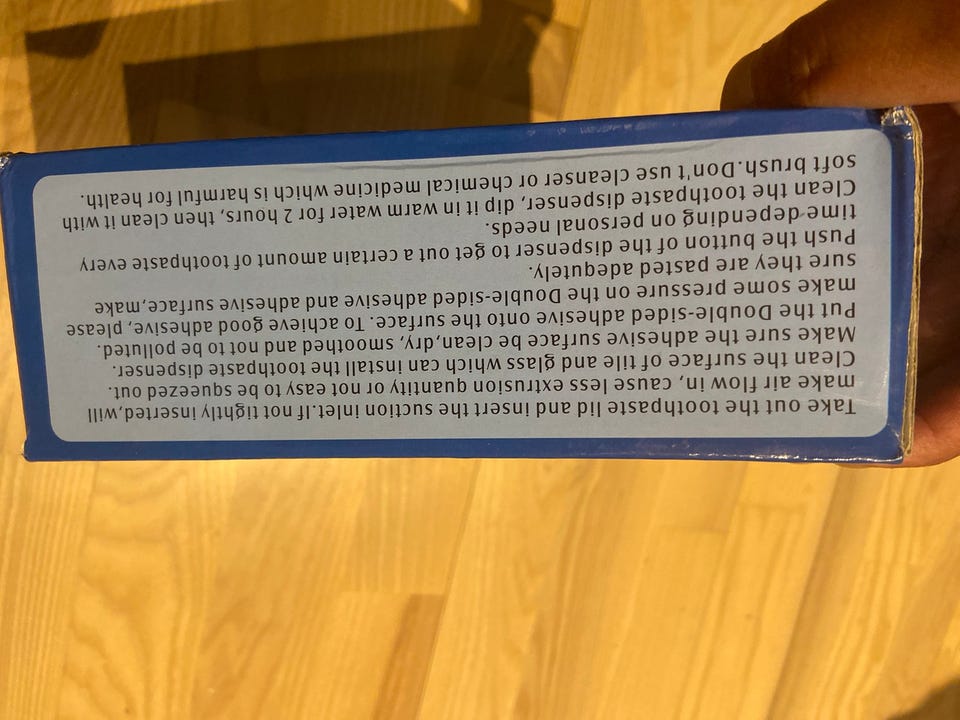 Take out the toothpaste lid and insert the suction inlet.If not tightly inserted,will
make air flow in, cause less extrusion quantity or not easy to be squeezed out.
Clean the surface of tile and glass which can install the toothpaste dispenser.
Make sure the adhesive surface be clean,dry, smoothed and not to be polluted.
Put the Double-sided adhesive onto the surface. To achieve good adhesive, please
make some pressure on the Double-sided adhesive and adhesive surface,make
sure they are pasted adequtely.
Push the button of the dispenser to get out a certain amount of toothpaste every
time depending on personal needs.
Clean the toothpaste dispenser, dip it in warm water for 2 hours, then clean it with
soft brush.Don't use cleanser or chemical medicine which is harmful for health.